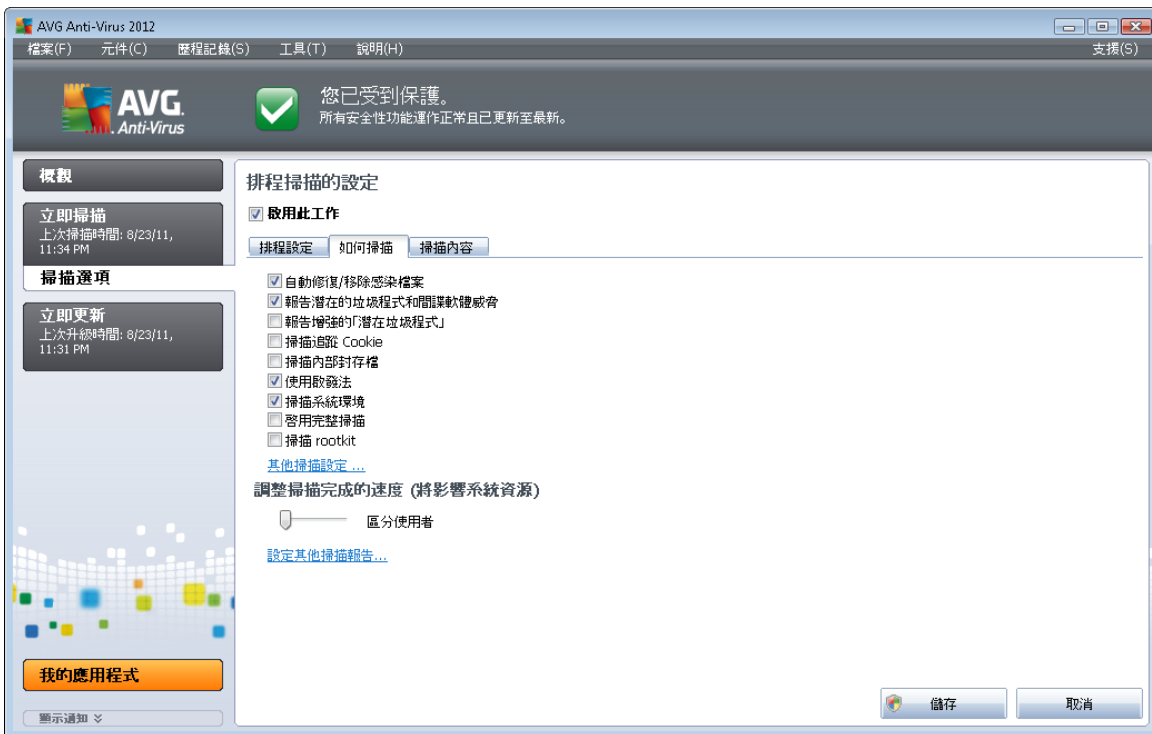 AVG Anti-Virus 2012
檔案(F) 元件(C) 歷程記錄(S) 工具(T) 說明(H) 支援(S)
AVG.
Anti-Virus
您已受到保護。
所有安全性功能運作正常且已更新至最新。
概觀
立即掃描
上次掃描時間: 8/23/11,
11:34 PM
掃描選項
立即更新
上次升級時間: 8/23/11,
11:31 PM
我的應用程式
顯示通知
排程掃描的設定
啟用此工作
排程設定 如何掃描 掃描內容
自動修復/移除感染檔案
報告潛在的垃圾程式和間諜軟體威脅
報告增強的「潛在垃圾程式」
掃描追蹤 Cookie
掃描內部封存檔
使用啟發法
掃描系統環境
啓用完整掃描
掃描 rootkit
其他掃描設定 ...
調整掃描完成的速度 (將影響系統資源)
區分使用者
設定其他掃描報告...
儲存 取消